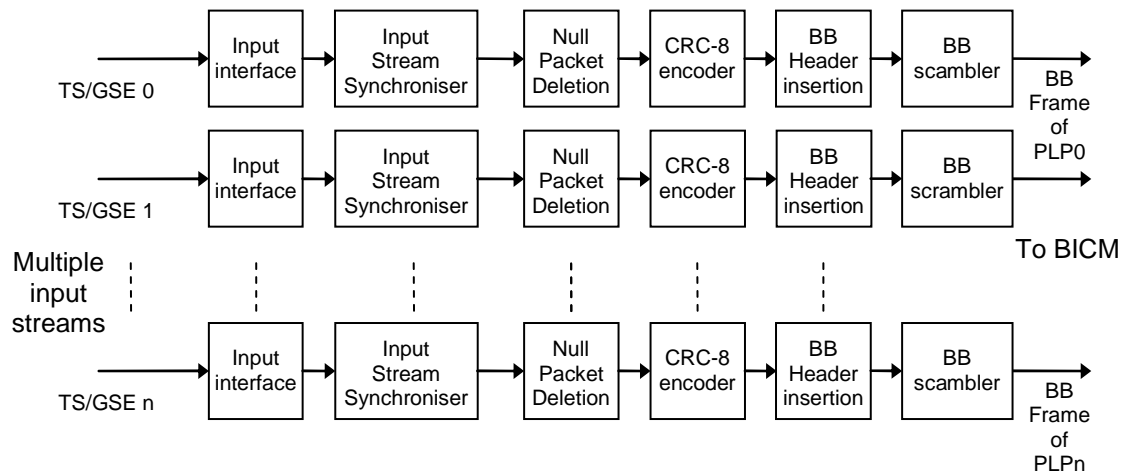 Input
interface
Input
Stream
Synchroniser
Null
Packet
Deletion
CRC-8
encoder
BB
Header
insertion
BB
scambler
TS/GSE 0
BB
Frame
of
PLP0
Input
interface
Input
Stream
Synchroniser
Null
Packet
Deletion
CRC-8
encoder
BB
Header
insertion
BB
scrambler
TS/GSE 1
Multiple
input
streams
To BICM
Input
interface
Input
Stream
Synchroniser
Null
Packet
Deletion
CRC-8
encoder
BB
Header
insertion
BB
scambler
TS/GSE n
BB
Frame
of
PLPn